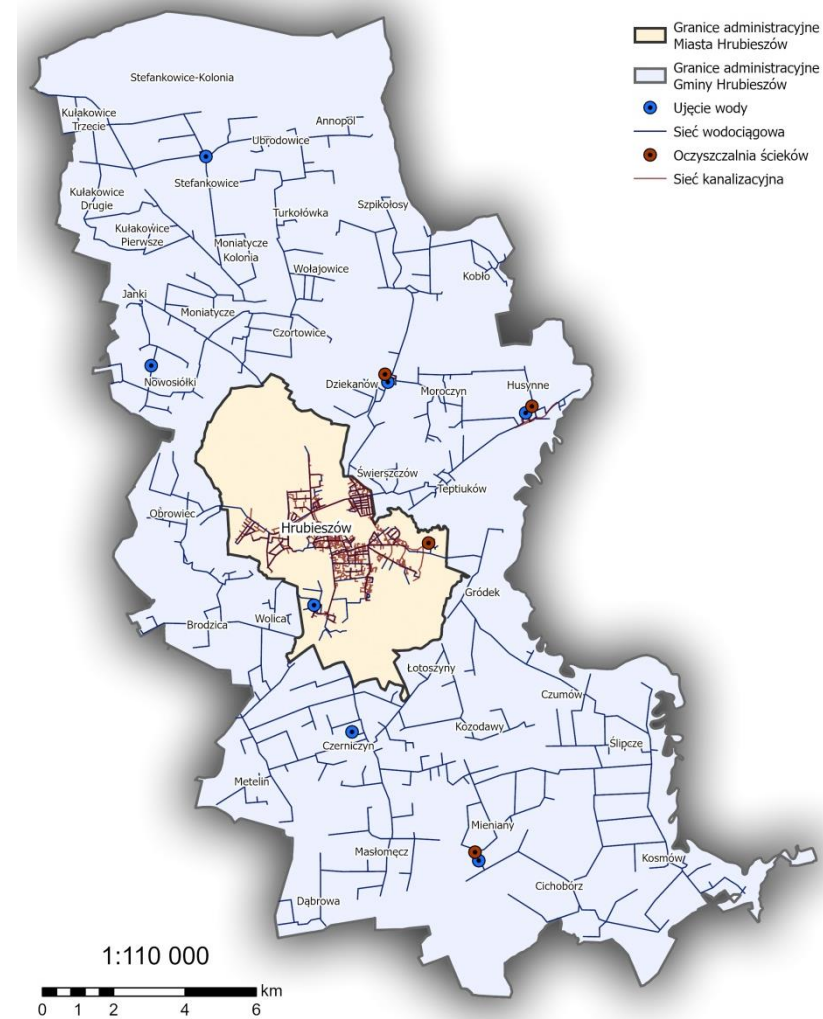 Granice administracyjne
Miasta Hrubieszów
Granice administracyjne
Gminy Hrubieszów
Ujęcie wody
Sieć wodociągowa
Oczyszczalnia ścieków
Sieć kanalizacyjna
Stefankowice-Kolonia
Kułakowice
Trzecie
Annopol
Ubrodowice
Stefankowice
Kułakowice
Drugie
Turkołówka
Szpikołosy
Kułakowice
Pierwsze
Moniatycze
Kolonia
Wołajowice
Kobło
Janki
Moniatycze
Czortowice
Nowosiółki
Dziekanów
Moroczyn
Husynne
Świerszczów
Teptiuków
Obrowiec
Hrubieszów
Gródek
Brodzica
Wolica
Łotoszyny
Czumów
Kozodawy
Ślipcze
Czerniczyn
Metelin
Mieniany
Masłomęcz
Kosmów
Cichobórz
Dąbrowa
1:110 000
km
0 1 2 4 6